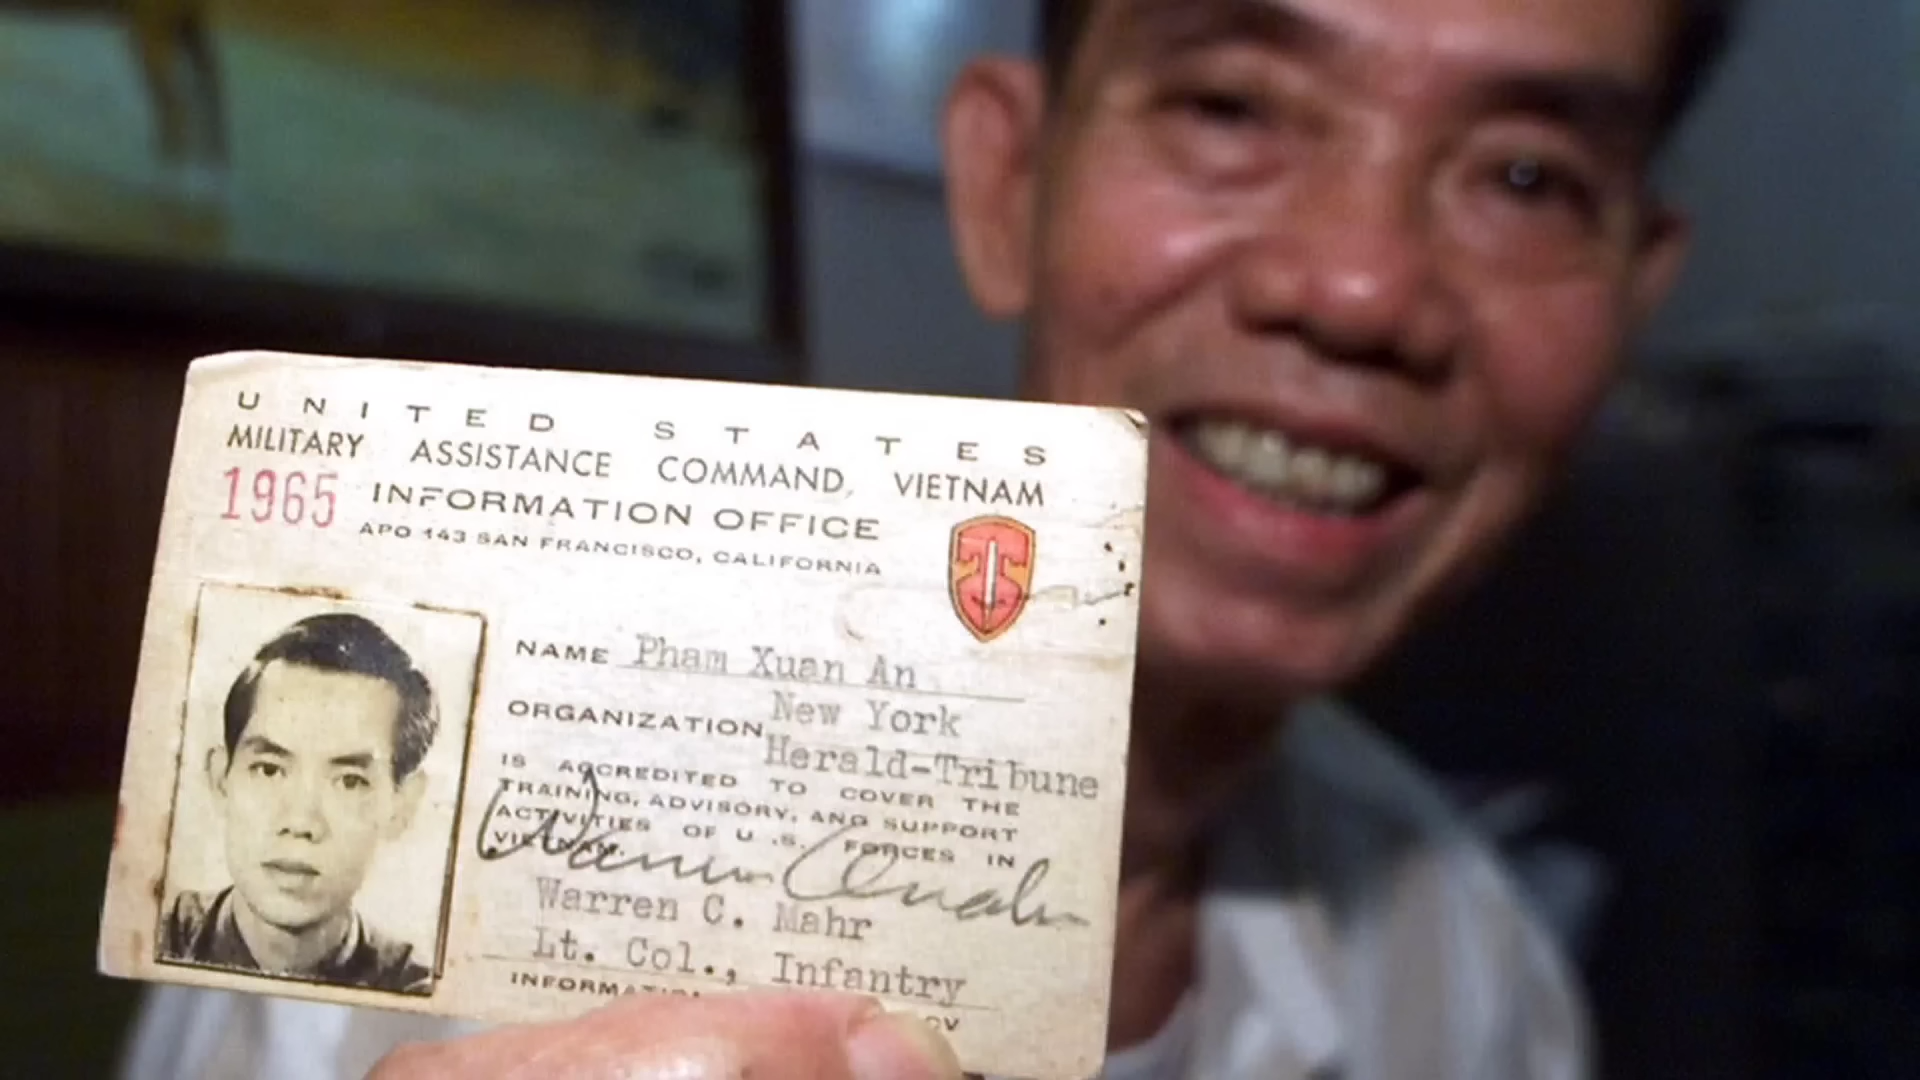 UNITED STATES
MILITARY ASSISTANCE COMMAND, VIETNAM
1965 INFORMATION OFFICE
APO 143 SAN FRANCISCO, CALIFORNIA
NAME Pham Xuan An
ORGANIZATION New York
Herald-Tribune
IS ACCREDITED TO COVER THE
TRAINING, ADVISORY, AND SUPPORT
ACTIVITIES OF U.S. FORCES IN
VIETNAM.
Warren C. Mahr
Lt. Col., Infantry